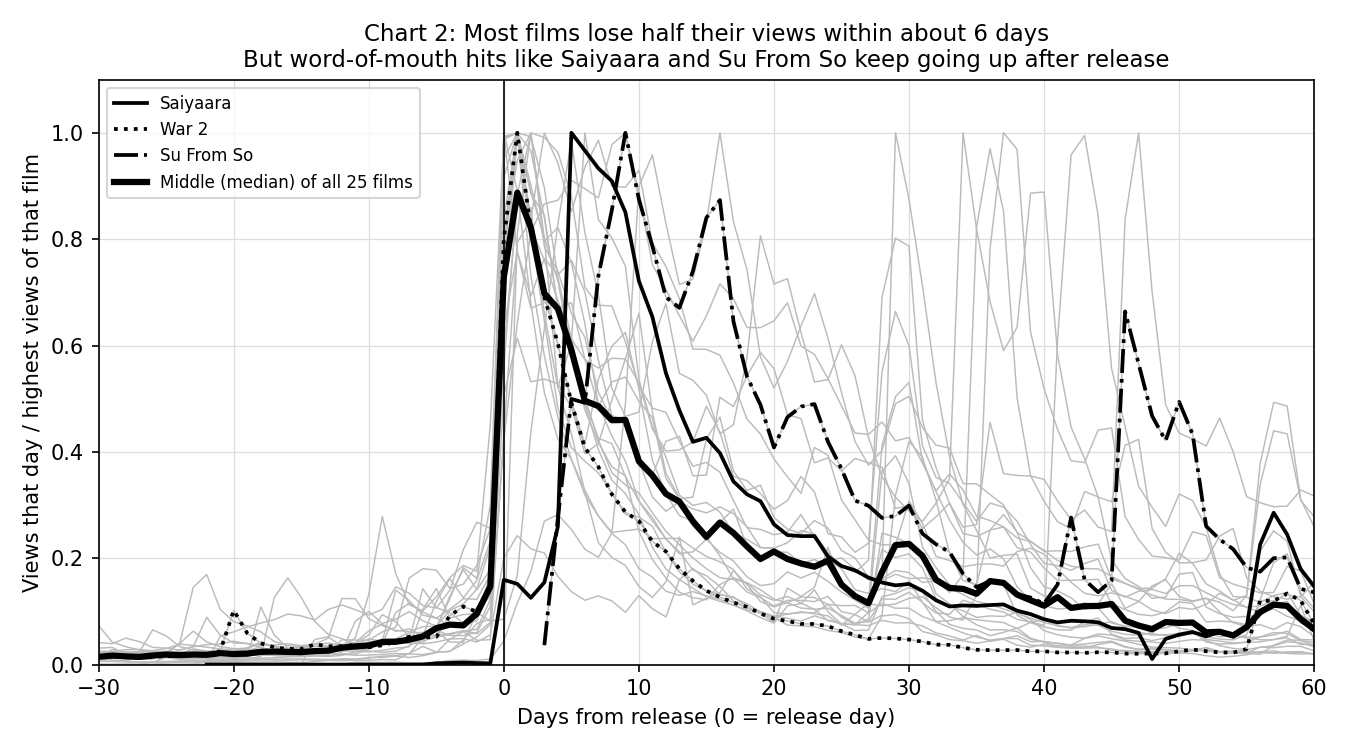 Chart 2: Most films lose half their views within about 6 days
But word-of-mouth hits like Saiyaara and Su From So keep going up after release
Saiyaara
War 2
Su From So
Middle (median) of all 25 films
Views that day / highest views of that film
1.0
0.8
0.6
0.4
0.2
0.0
−30 −20 −10 0 10 20 30 40 50 60
Days from release (0 = release day)